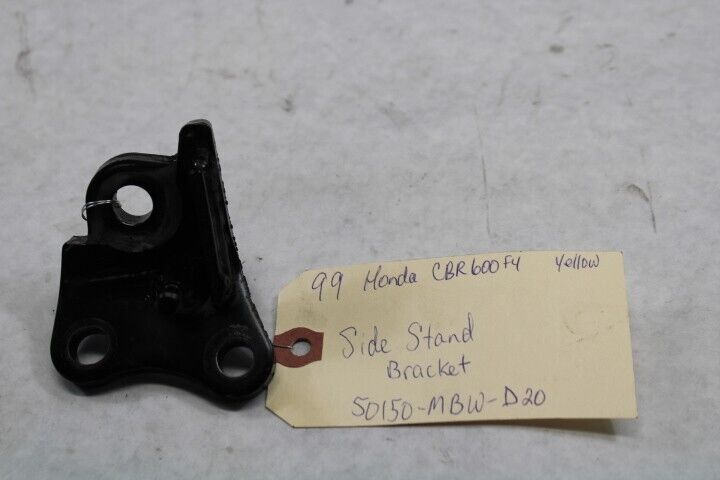 99 Honda CBR600F4 Yellow
Side Stand
Bracket
50150-MBW-D20